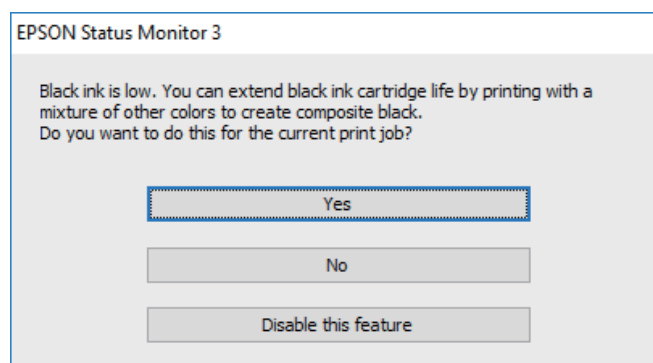 EPSON Status Monitor 3
Black ink is low. You can extend black ink cartridge life by printing with a
mixture of other colors to create composite black.
Do you want to do this for the current print job?
Yes
No
Disable this feature